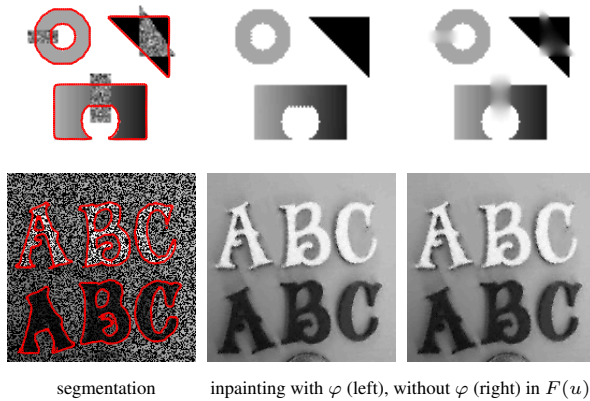 ABC ABC ABC
ABC ABC ABC
segmentation inpainting with φ (left), without φ (right) in F(u)